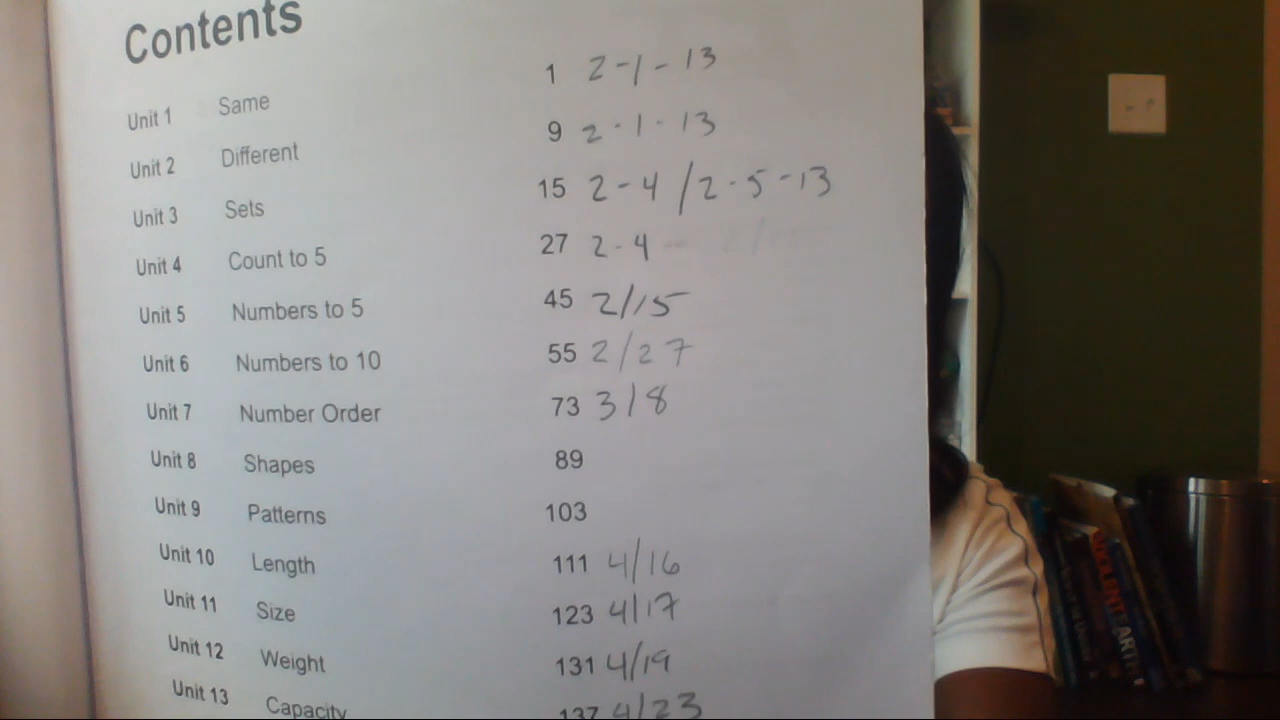 Contents
Unit 1 Same 1 2-1-13
Unit 2 Different 9 2-1-13
Unit 3 Sets 15 2-4/2-5-13
Unit 4 Count to 5 27 2-4
Unit 5 Numbers to 5 45 2/15
Unit 6 Numbers to 10 55 2/27
Unit 7 Number Order 73 3/8
Unit 8 Shapes 89
Unit 9 Patterns 103
Unit 10 Length 111 4/16
Unit 11 Size 123 4/17
Unit 12 Weight 131 4/19
Unit 13 Capacity 137 4/23